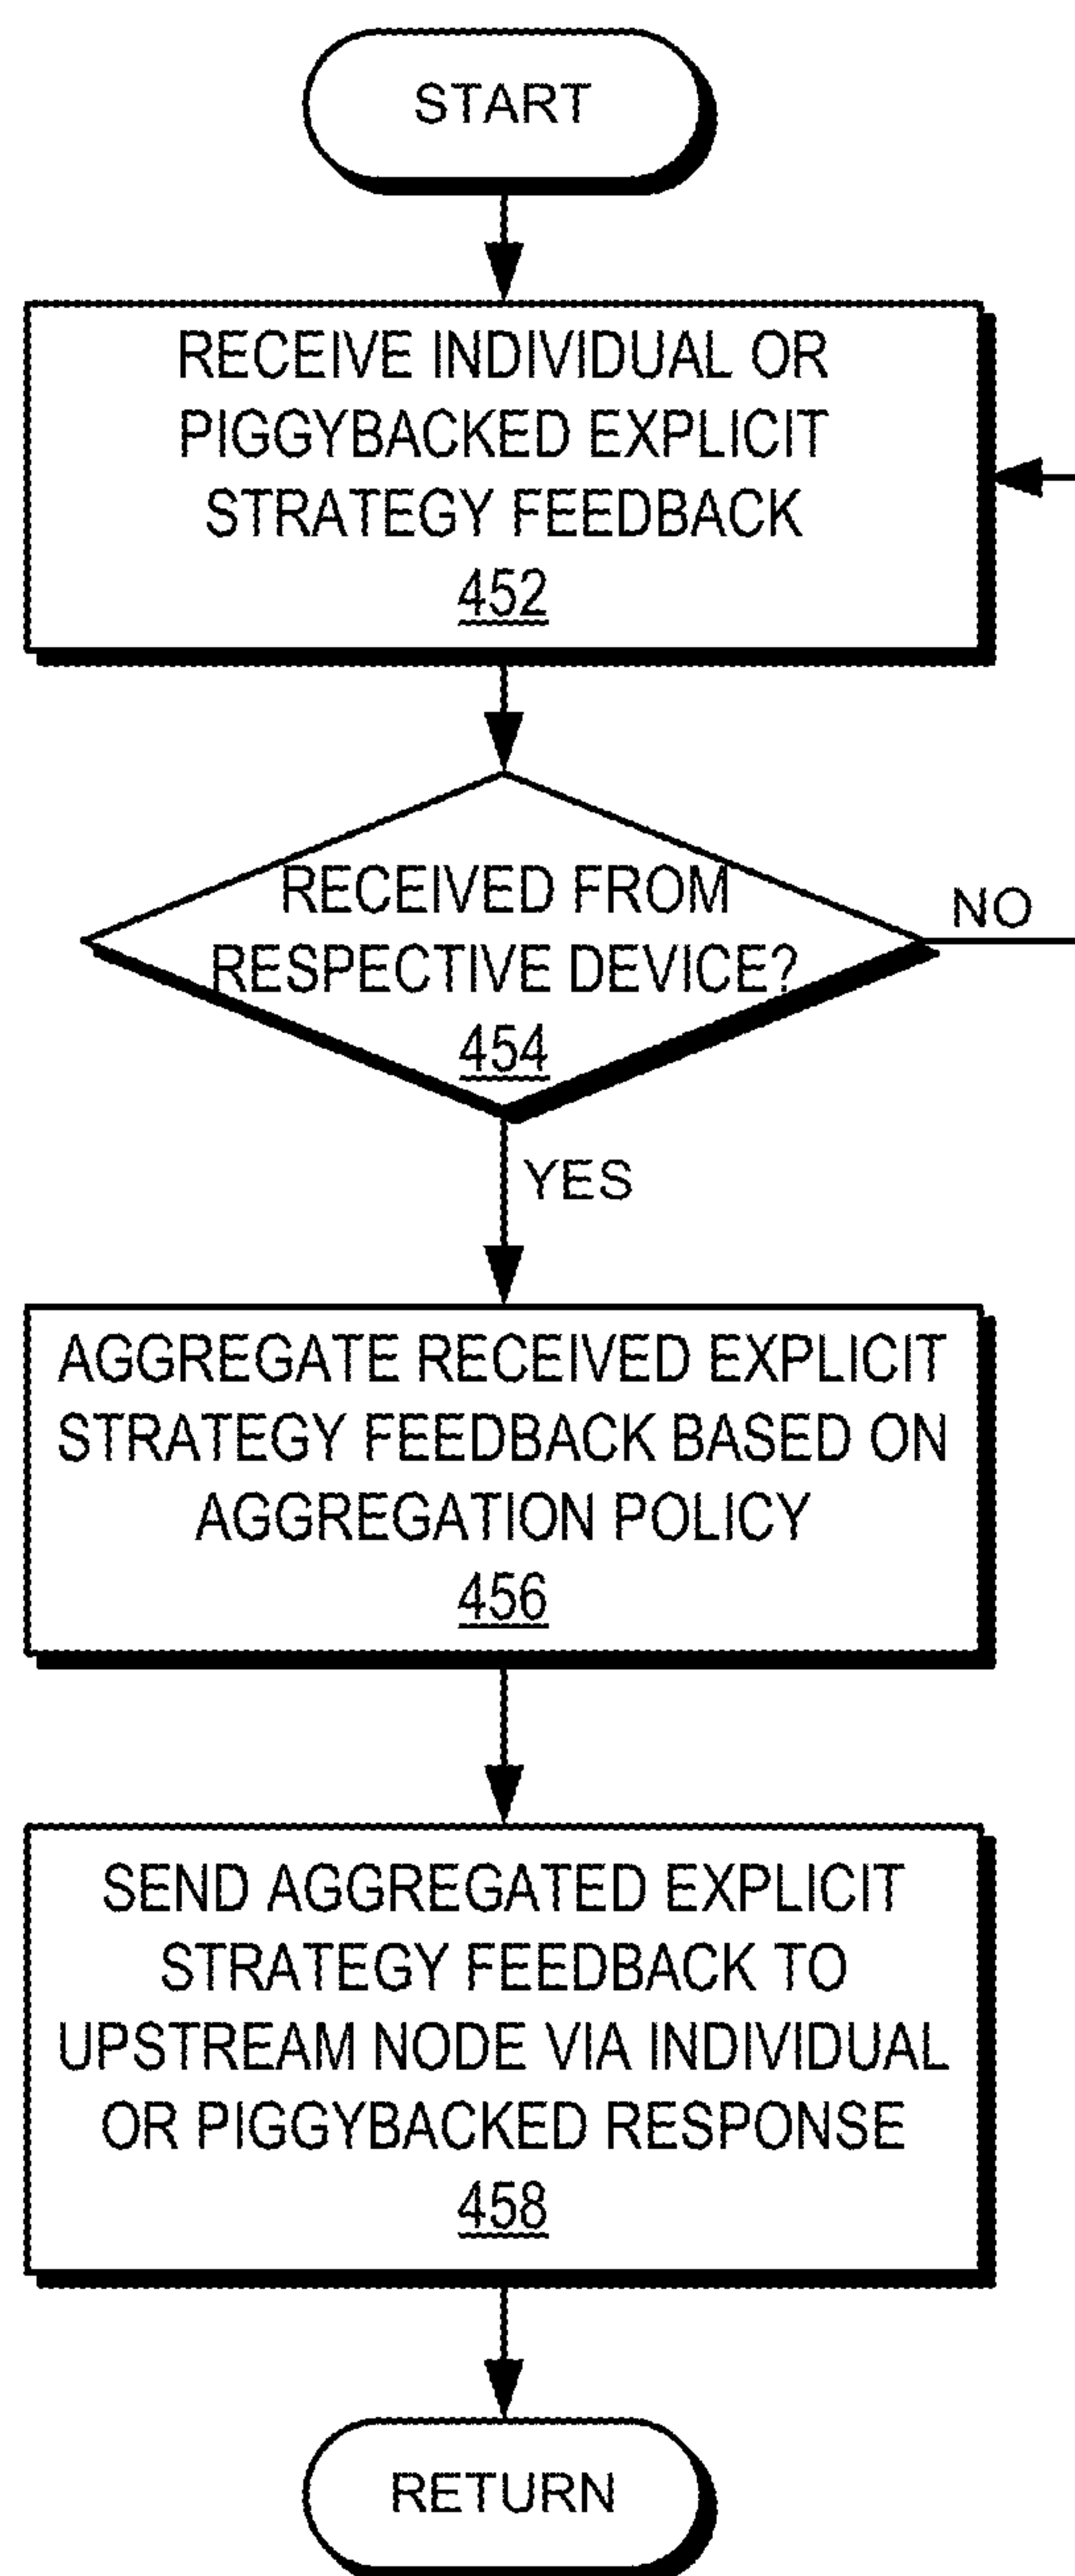 START
RECEIVE INDIVIDUAL OR
PIGGYBACKED EXPLICIT
STRATEGY FEEDBACK
452
RECEIVED FROM
RESPECTIVE DEVICE?
454
NO
YES
AGGREGATE RECEIVED EXPLICIT
STRATEGY FEEDBACK BASED ON
AGGREGATION POLICY
456
SEND AGGREGATED EXPLICIT
STRATEGY FEEDBACK TO
UPSTREAM NODE VIA INDIVIDUAL
OR PIGGYBACKED RESPONSE
458
RETURN